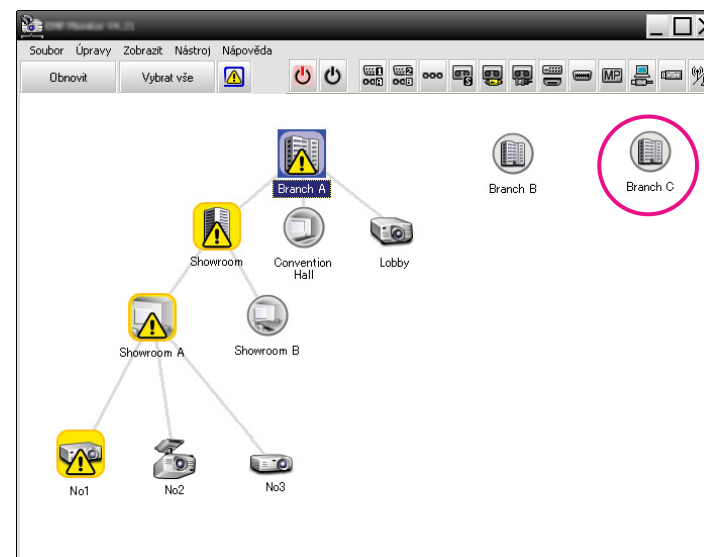 Soubor Úpravy Zobrazit Nástroj Nápověda
Obnovit Vybrat vše
MP
Branch A
Branch B
Branch C
Showroom
Convention
Hall
Lobby
Showroom A
Showroom B
No1
No2
No3